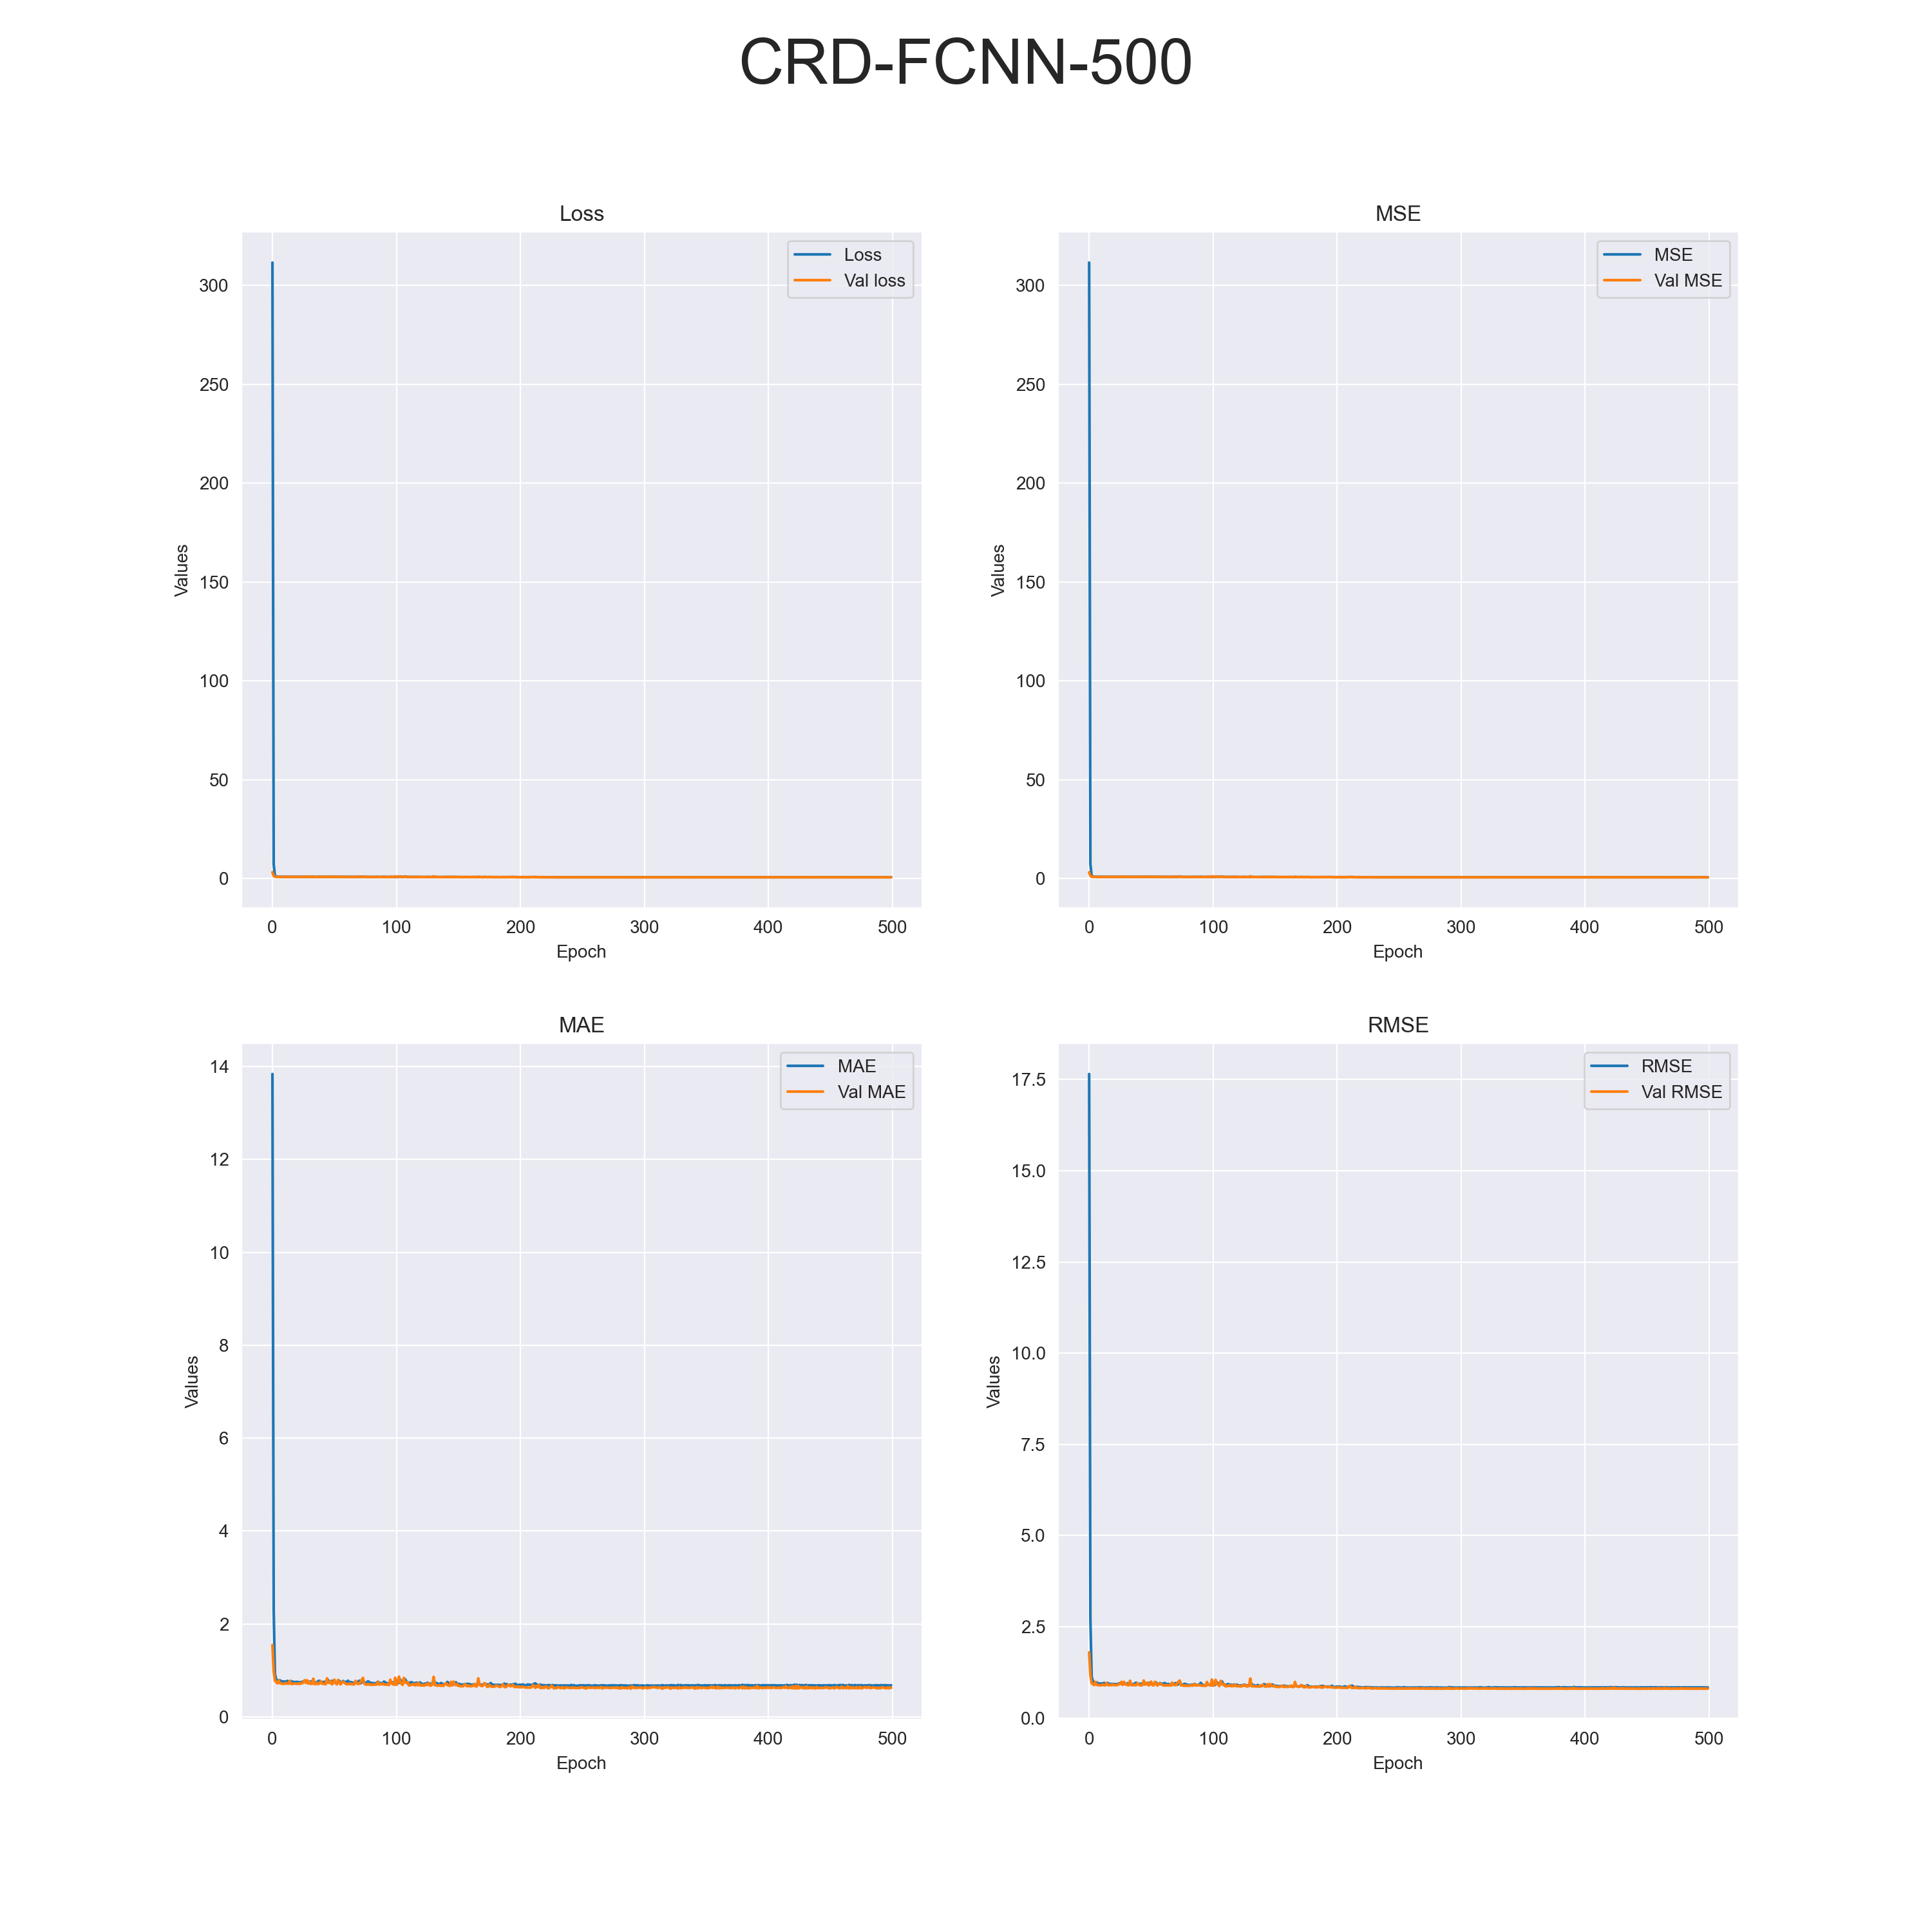 CRD-FCNN-500
Loss
Loss
Val loss
300
250
200
150
100
50
0
Values
0 100 200 300 400 500
Epoch
MSE
MSE
Val MSE
300
250
200
150
100
50
0
Values
0 100 200 300 400 500
Epoch
MAE
MAE
Val MAE
14
12
10
8
6
4
2
0
Values
0 100 200 300 400 500
Epoch
RMSE
RMSE
Val RMSE
17.5
15.0
12.5
10.0
7.5
5.0
2.5
0.0
Values
0 100 200 300 400 500
Epoch